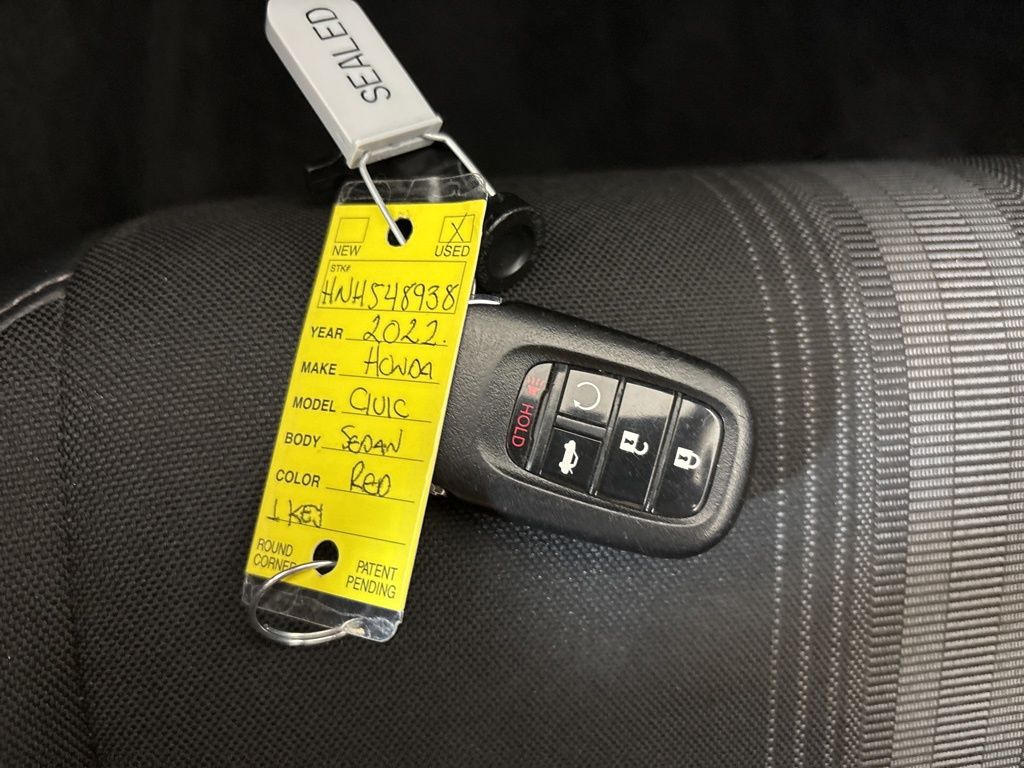 SEALED
NEW USED
STK#
HNH548938
YEAR 2022
MAKE HONDA
MODEL CIVIC
BODY SEDAN
COLOR RED
1 KEY
ROUND CORNER
PATENT PENDING
HOLD